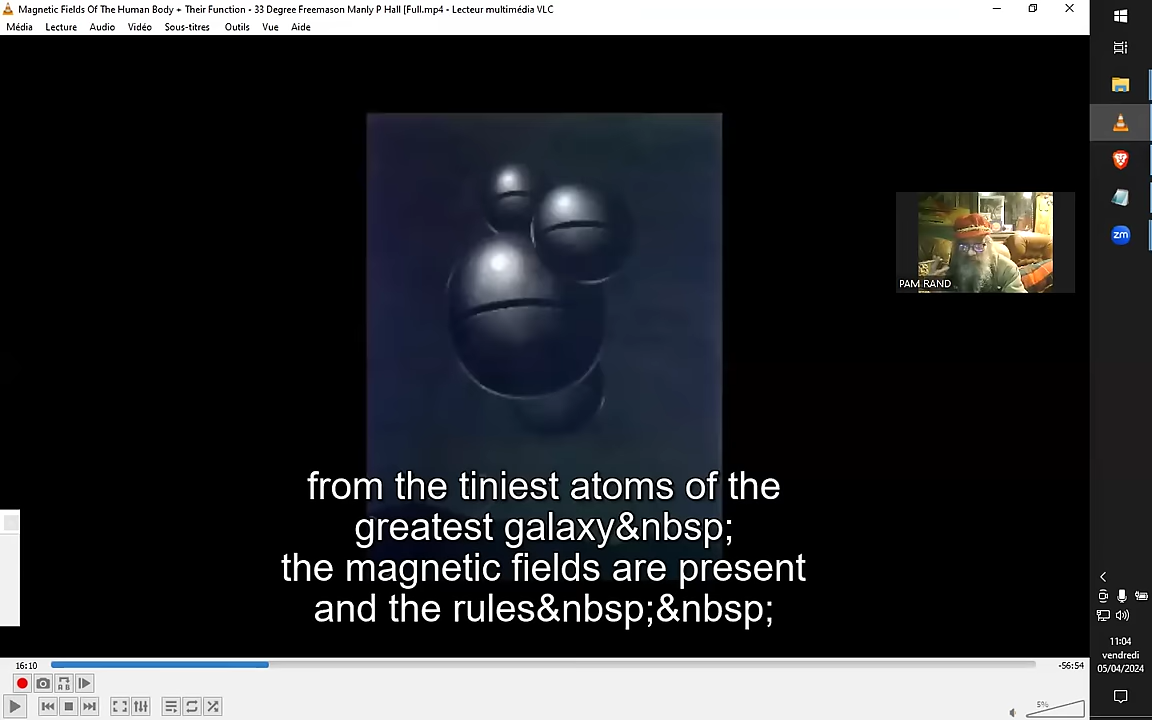 Magnetic Fields Of The Human Body + Their Function - 33 Degree Freemason Manly P Hall [Full.mp4 - Lecteur multimédia VLC
Média Lecture Audio Vidéo Sous-titres Outils Vue Aide
PAM RAND
zm
from the tiniest atoms of the
greatest galaxy&nbsp;
the magnetic fields are present
and the rules&nbsp;&nbsp;
16:10
-56:54
5%
11:04
vendredi
05/04/2024